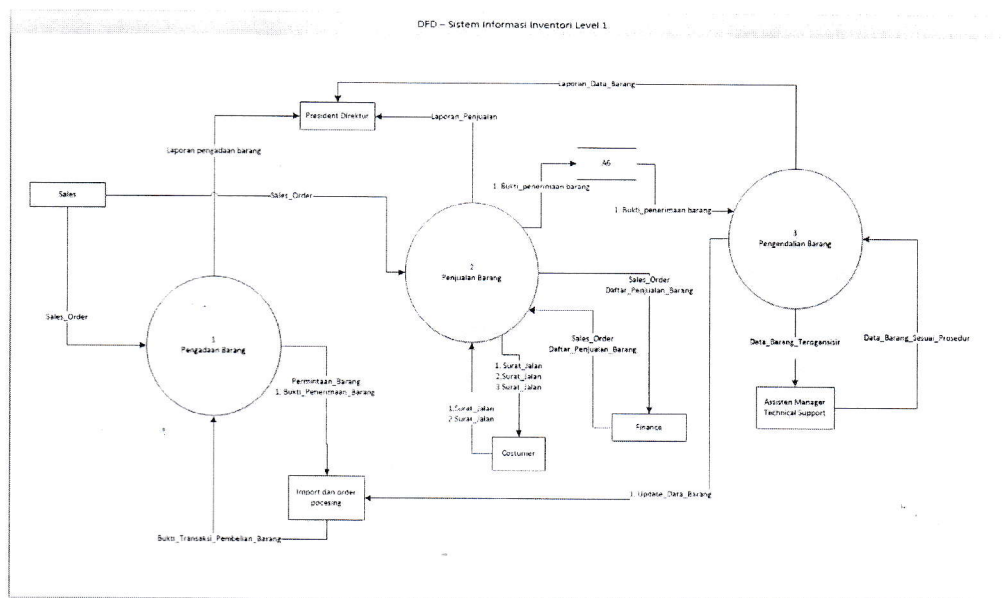 DFD – Sistem Informasi Inventori Level 1
Laporan_Data_Barang
President Direktur
Laporan_Penjualan
Laporan pengadaan barang
A6
1. Bukti_penerimaan barang
Sales
Sales_Order
1. Bukti_penerimaan barang
3
Pengendalian Barang
2
Penjualan Barang
Sales_Order
Daftar_Penjualan_Barang
Sales_Order
1
Pengadaan Barang
Sales_Order
Daftar_Penjualan_Barang
Data_Barang_Terogansisir
Data_Barang_Sesuai_Prosedur
1. Surat_Jalan
2.Surat_Jalan
3 Surat_Jalan
Permintaan_Barang
1. Bukti_Penerimaan_Barang
Assisten Manager
Technical Support
1.Surat_Jalan
2 Surat_Jalan
Finance
Costumer
Import dan order
pocesing
1. Update_Data_Barang
Bukti_Transaksi_Pembelian_Barang